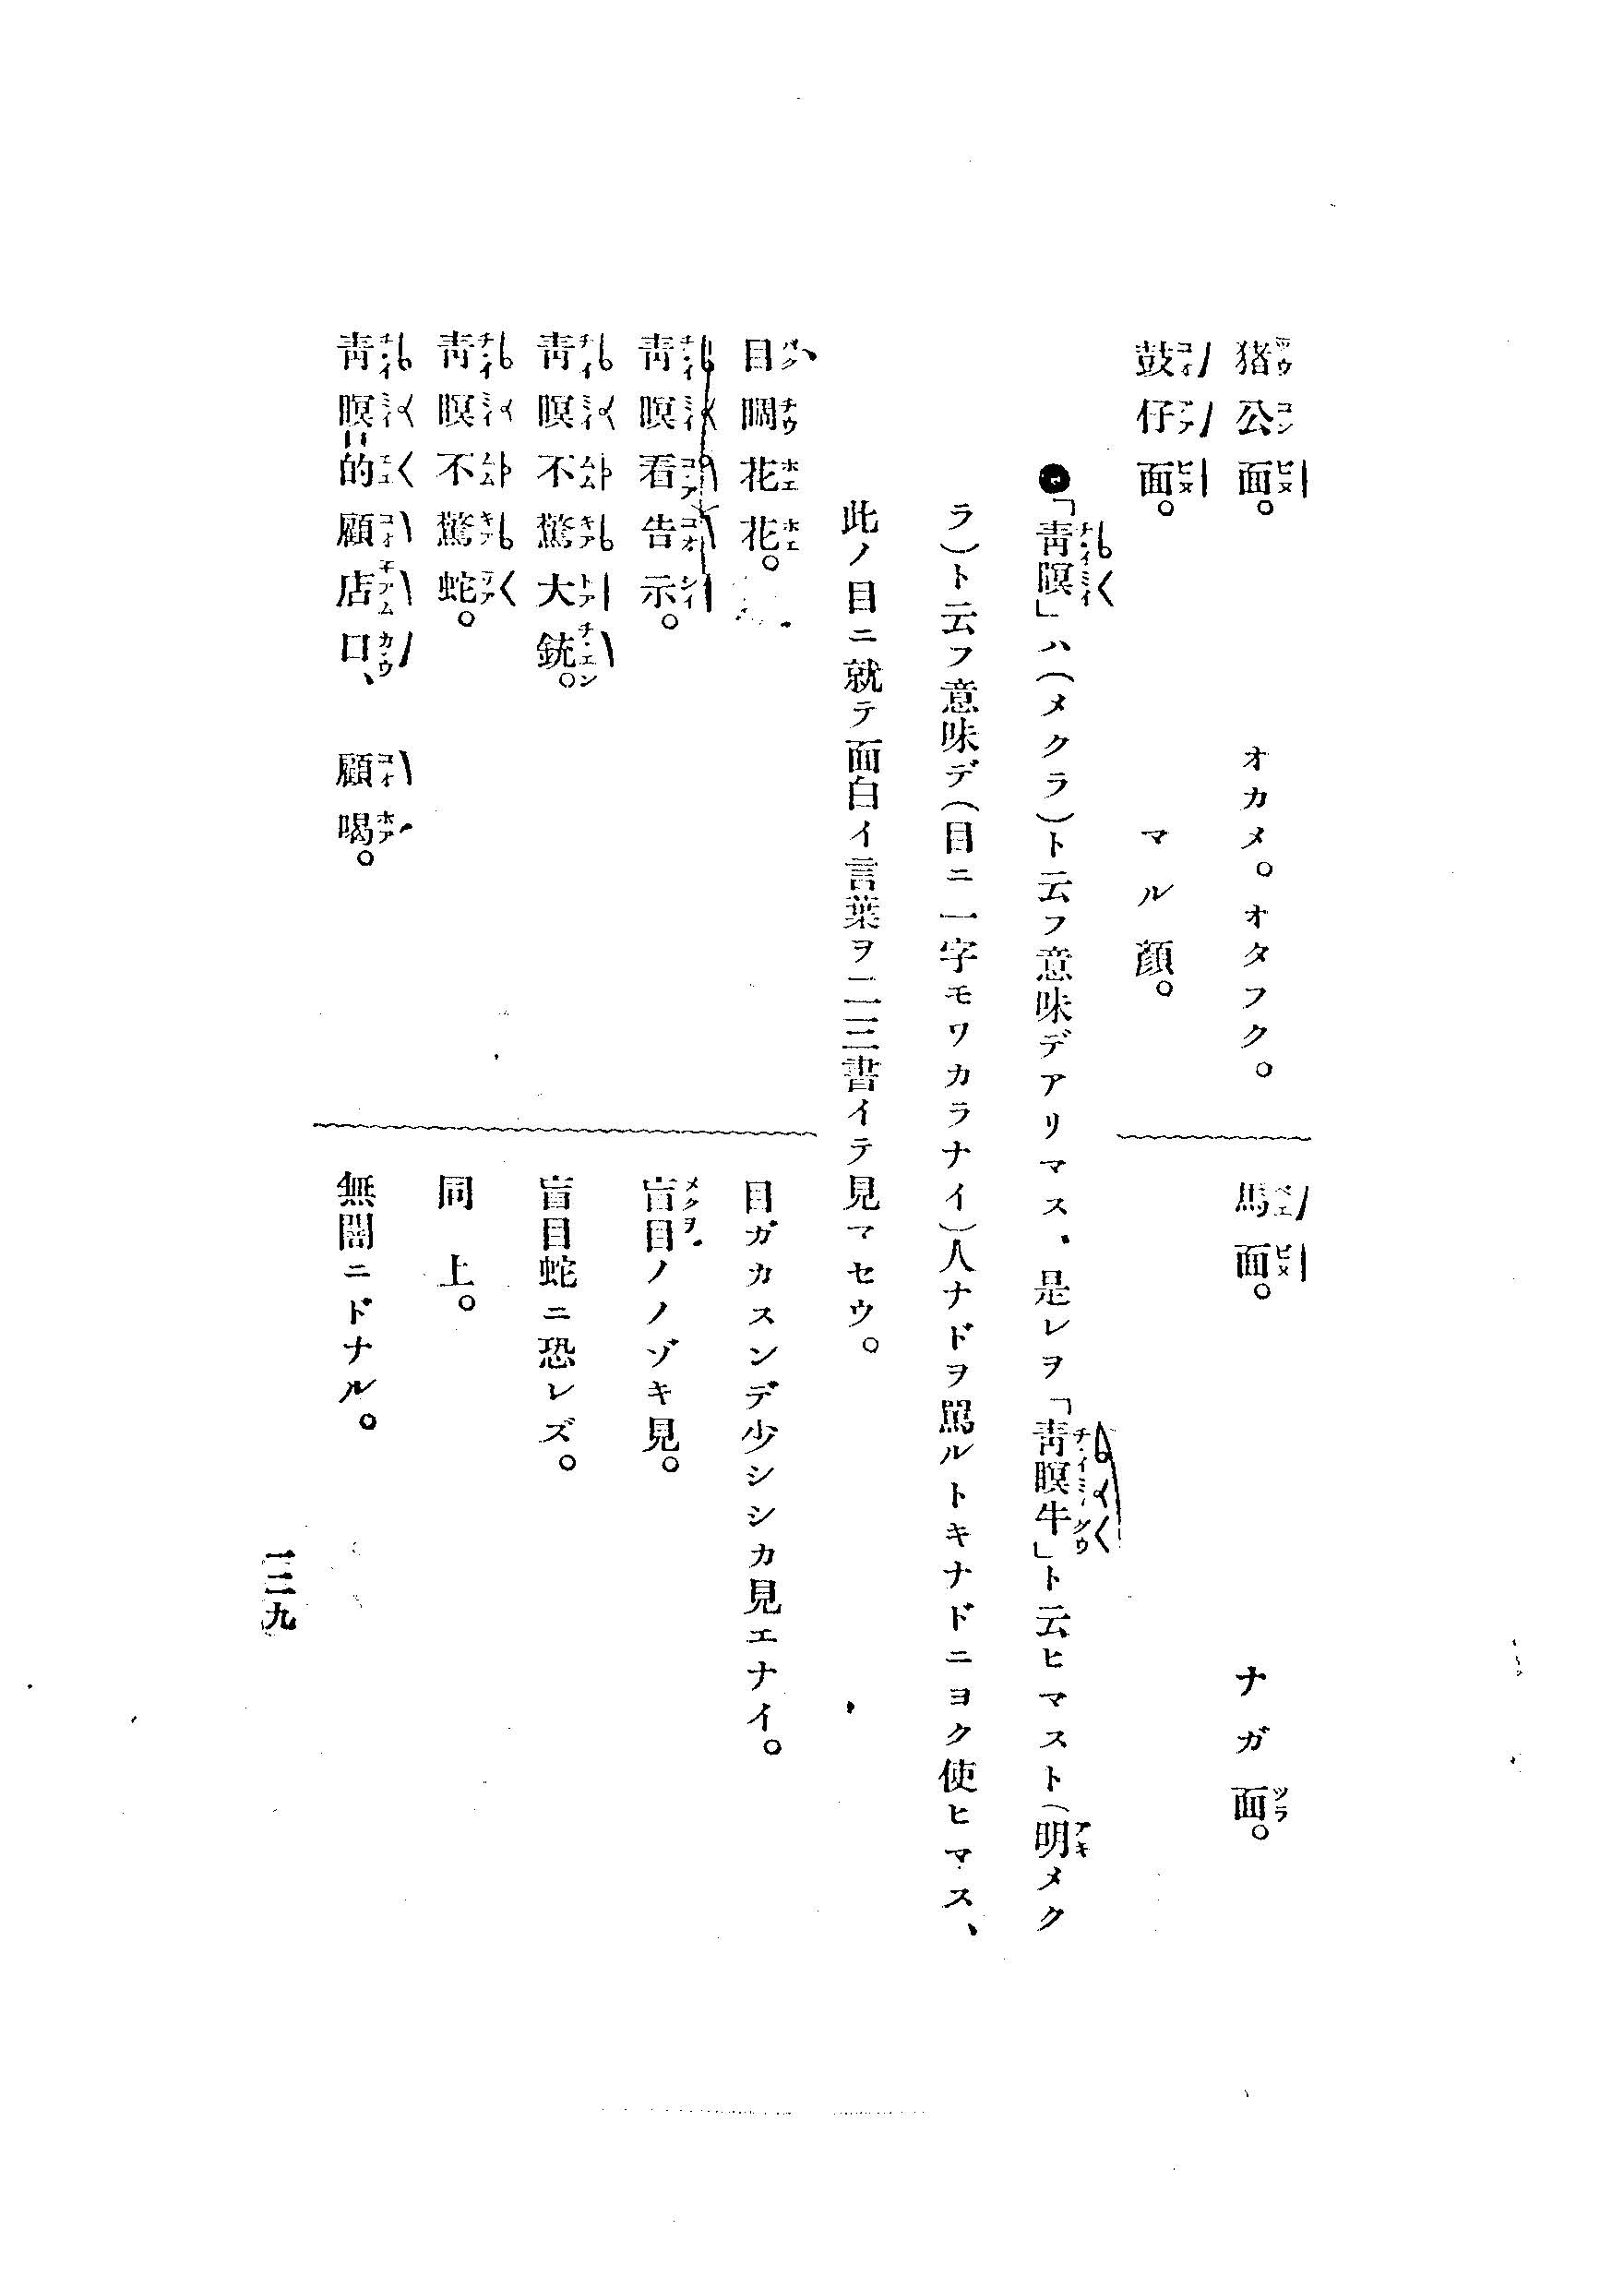 猪公面。 オカメ。オタフク。
馬面。 ナガ面。
鼓仔面。 マル顔。
●「靑瞑」ハ(メクラ)ト云フ意味デアリマス、是レヲ「靑瞑牛」ト云ヒマスト(明メク
ラ)ト云フ意味デ(目ニ一字モワカラナイ)人ナドヲ罵ルトキナドニヨク使ヒマス、
此ノ目ニ就テ面白イ言葉ヲ二三書イテ見マセウ。
目睭花花。 目ガカスンデ少シシカ見エナイ。
靑瞑看告示。 盲目ノノゾキ見。
靑瞑不驚大銃。 盲目蛇ニ恐レズ。
靑瞑不驚蛇。 同上。
靑瞑的顧店口、 顧喝。 無闇ニドナル。
一二九